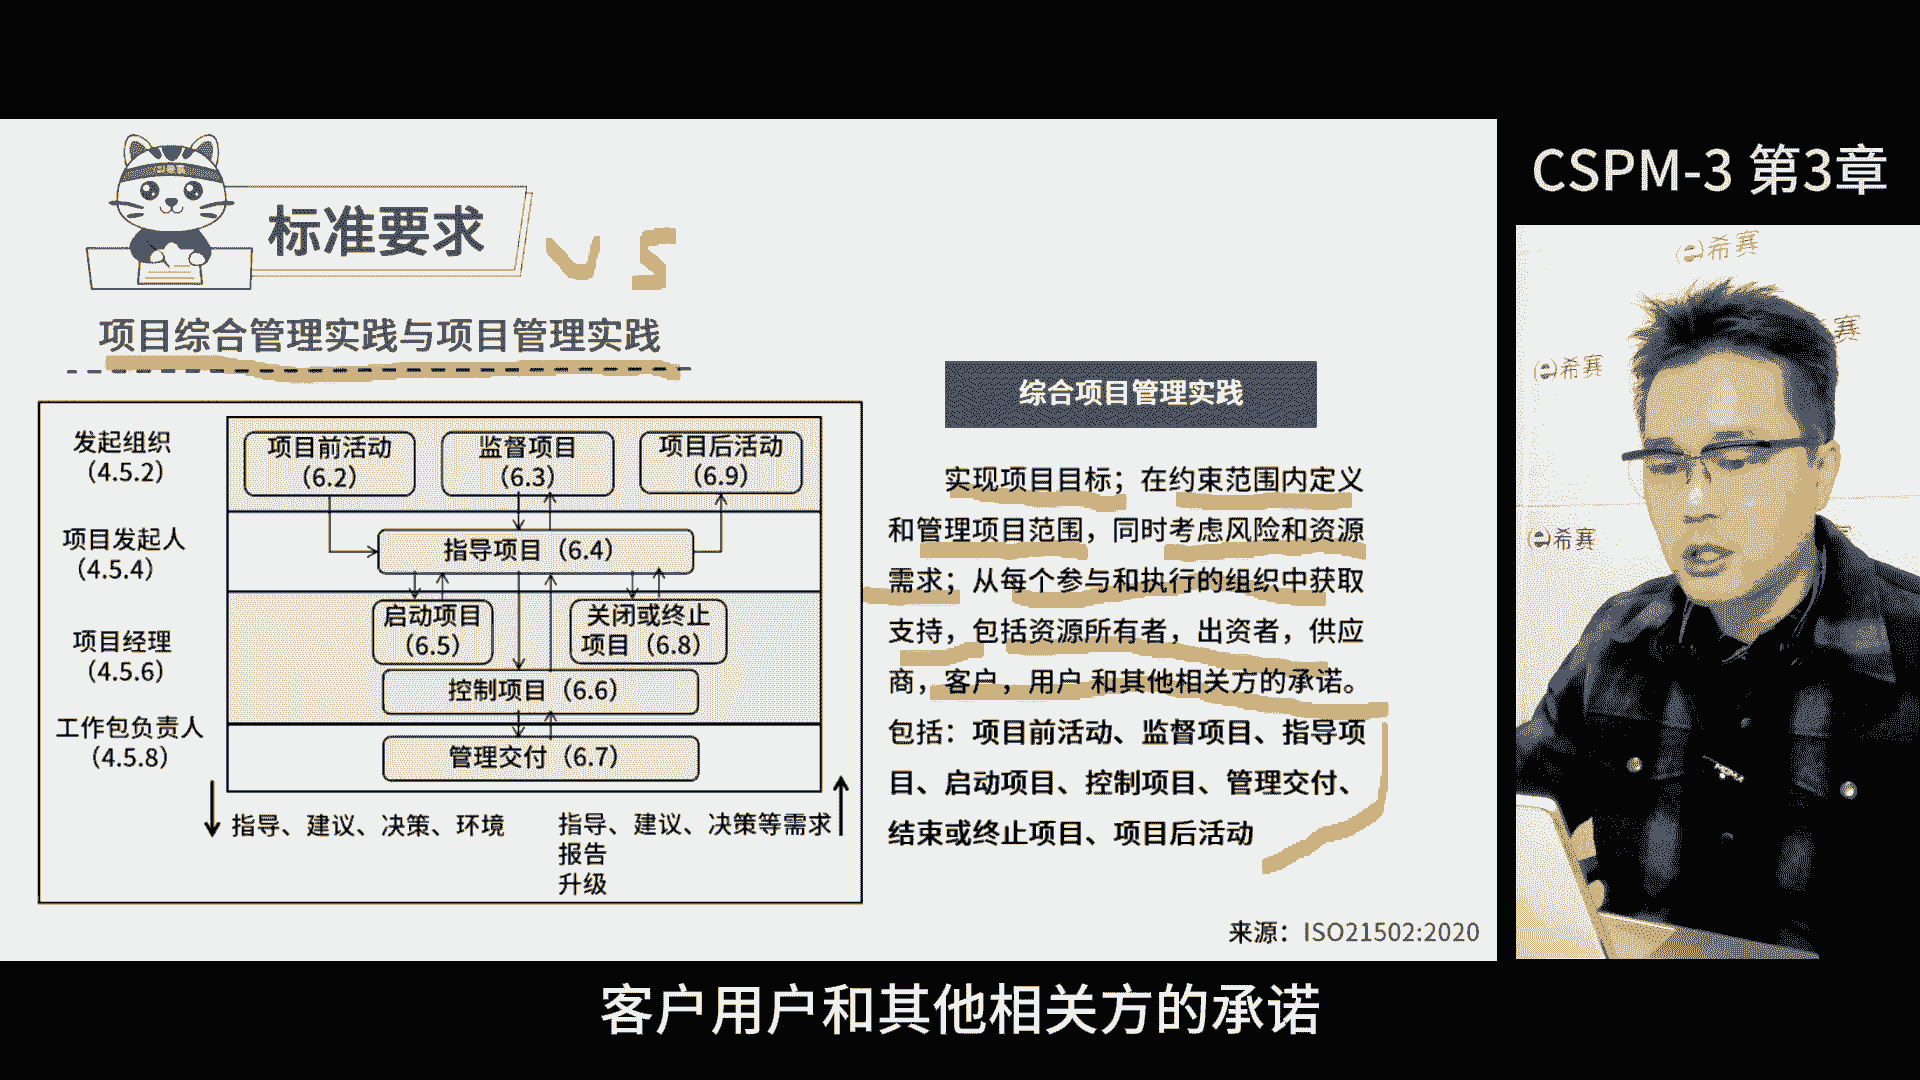 CSPM-3 第3章
标准要求
VS
项目综合管理实践与项目管理实践
发起组织
（4.5.2）
项目发起人
（4.5.4）
项目经理
（4.5.6）
工作包负责人
（4.5.8）
项目前活动
（6.2）
监督项目
（6.3）
项目后活动
（6.9）
指导项目（6.4）
启动项目
（6.5）
关闭或终止
项目（6.8）
控制项目（6.6）
管理交付（6.7）
指导、建议、决策、环境
指导、建议、决策等需求
报告
升级
综合项目管理实践
实现项目目标；在约束范围内定义
和管理项目范围，同时考虑风险和资源
需求；从每个参与和执行的组织中获取
支持，包括资源所有者，出资者，供应
商，客户，用户 和其他相关方的承诺。
包括：项目前活动、监督项目、指导项
目、启动项目、控制项目、管理交付、
结束或终止项目、项目后活动
来源：ISO21502:2020
希赛
希赛
赛
希赛
客户用户和其他相关方的承诺